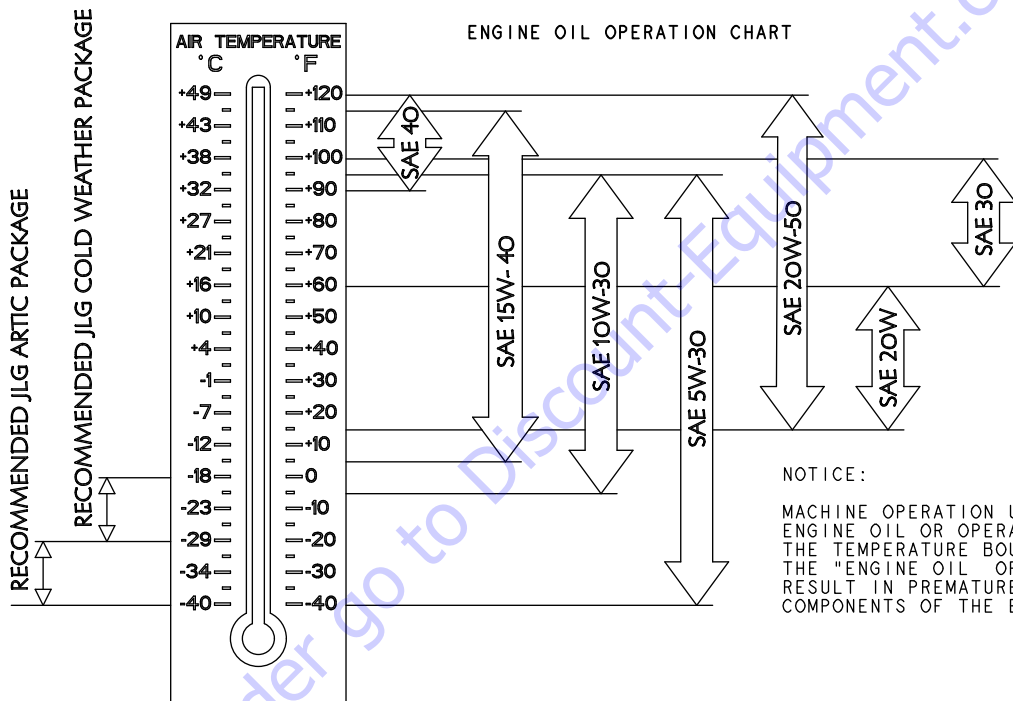 ENGINE OIL OPERATION CHART
AIR TEMPERATURE
°C °F
+49 +120
+43 +110
+38 +100
+32 +90
+27 +80
+21 +70
+16 +60
+10 +50
+4 +40
-1 +30
-7 +20
-12 +10
-18 0
-23 -10
-29 -20
-34 -30
-40 -40
RECOMMENDED JLG ARTIC PACKAGE
RECOMMENDED JLG COLD WEATHER PACKAGE
SAE 40
SAE 15W-40
SAE 10W-30
SAE 5W-30
SAE 20W-50
SAE 20W
SAE 30
NOTICE:
MACHINE OPERATION
ENGINE OIL OR
THE TEMPERATURE
THE "ENGINE OIL
RESULT IN PREMATURE
COMPONENTS OF THE
go to Discount-Equipment.